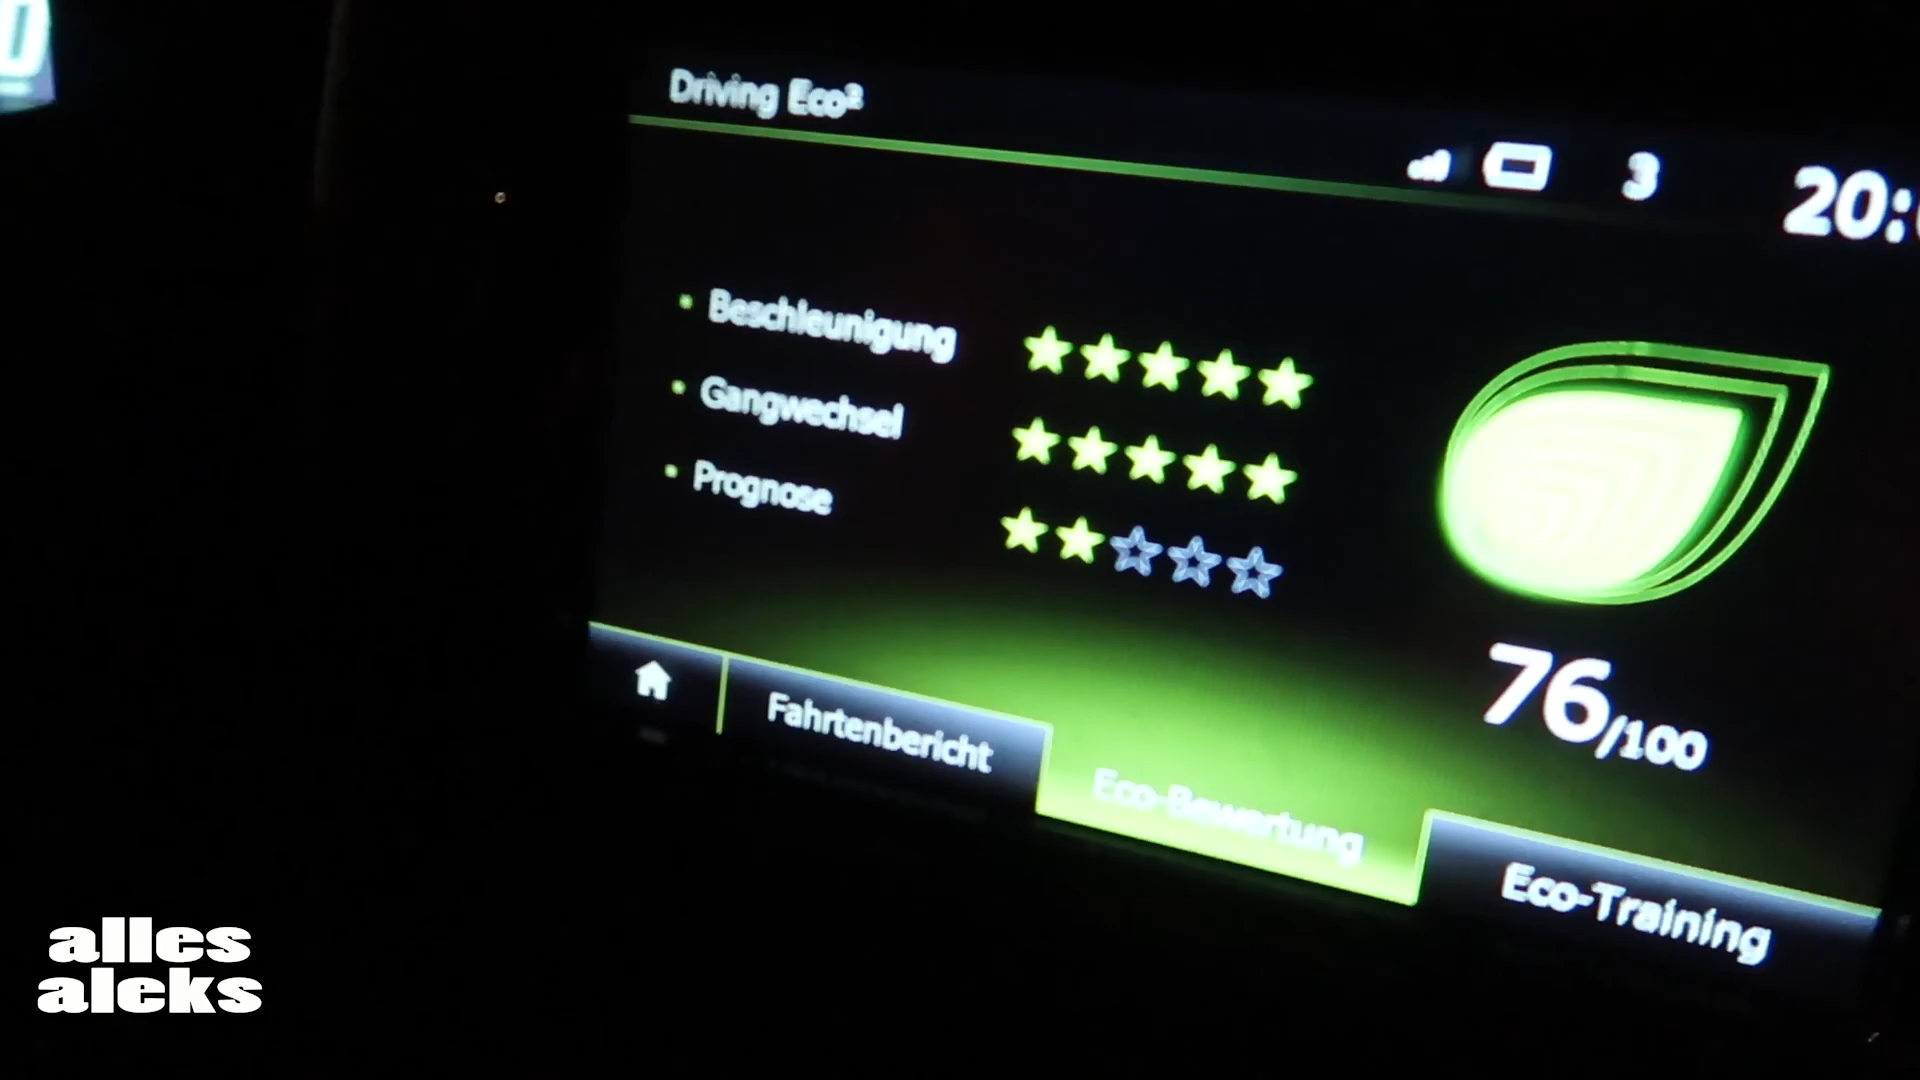 Driving Eco²
3
20:
Beschleunigung
Gangwechsel
Prognose
76/100
Fahrtenbericht
Eco-Bewertung
Eco-Training
alles
aleks